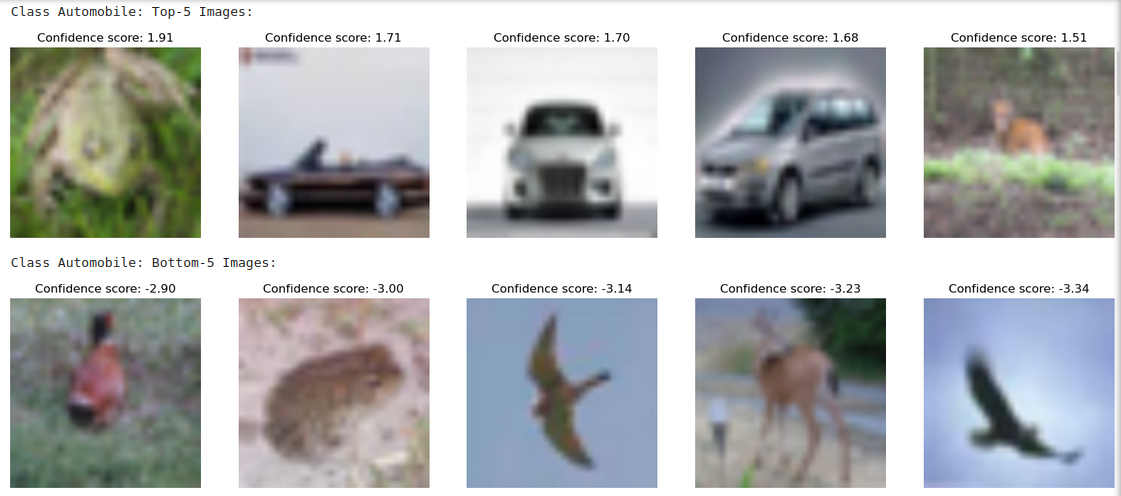 Class Automobile: Top-5 Images:
Confidence score: 1.91
Confidence score: 1.71
Confidence score: 1.70
Confidence score: 1.68
Confidence score: 1.51
Class Automobile: Bottom-5 Images:
Confidence score: -2.90
Confidence score: -3.00
Confidence score: -3.14
Confidence score: -3.23
Confidence score: -3.34